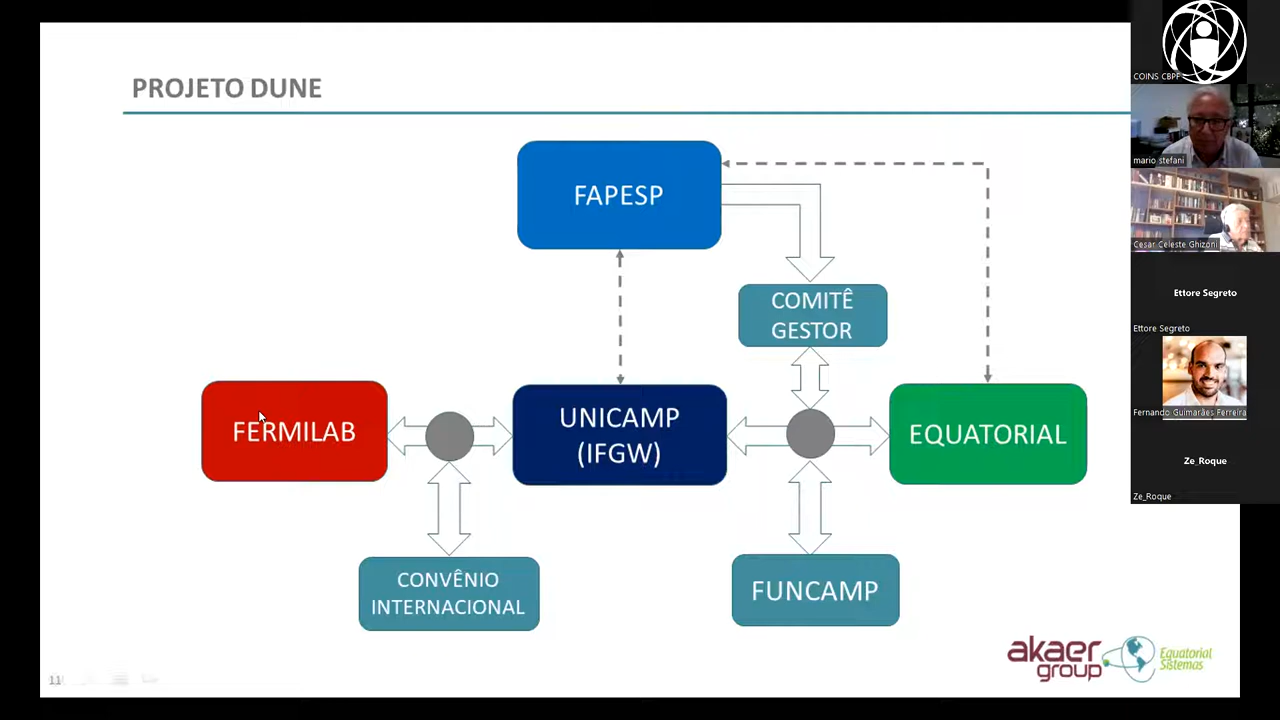 PROJETO DUNE
FAPESP
COMITÊ
GESTOR
FERMILAB
UNICAMP
(IFGW)
EQUATORIAL
CONVÊNIO
INTERNACIONAL
FUNCAMP
akaer
group
Equatorial
Sistemas
11
COINS CBPF
mario stefani
Cesar Celeste Ghizoni
Ettore Segreto
Ettore Segreto
Fernando Guimarães Ferreira
Ze_Roque
Ze_Roque